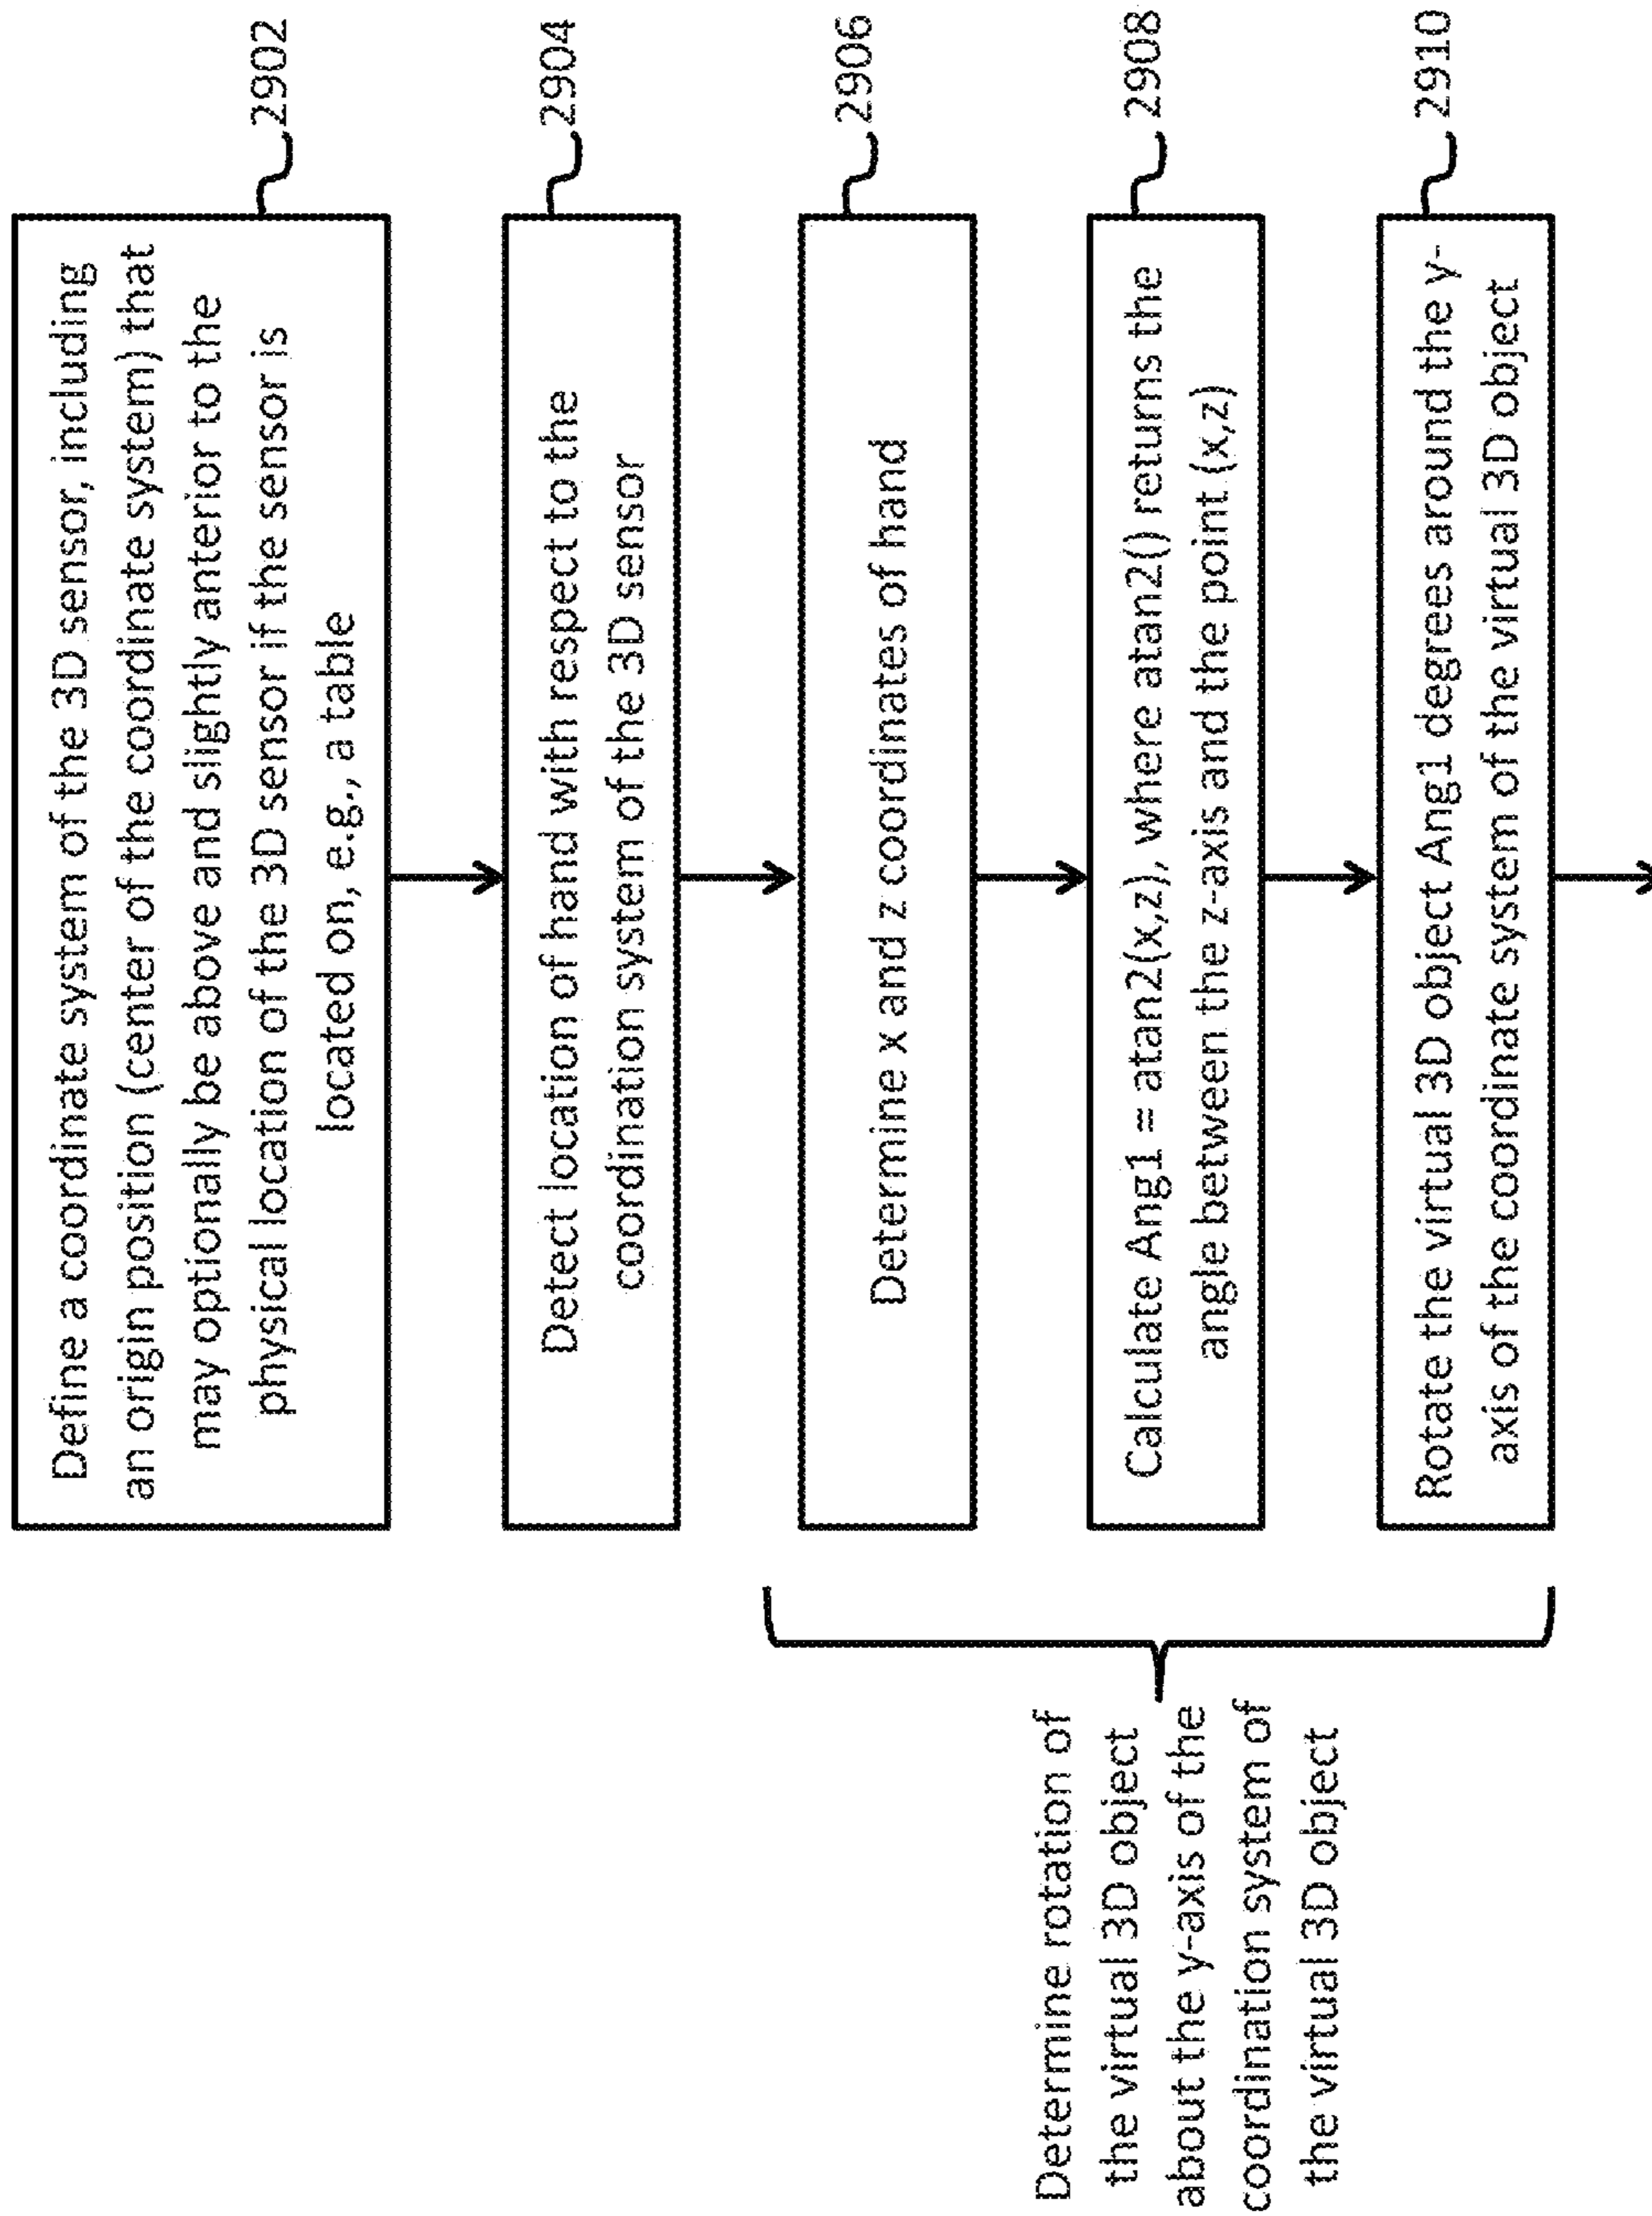 Define a coordinate system of the 3D sensor, including
an origin position (center of the coordinate system) that
may optionally be above and slightly anterior to the
physical location of the 3D sensor if the sensor is
located on, e.g., a table
2902
Detect location of hand with respect to the
coordination system of the 3D sensor
2904
Determine x and z coordinates of hand
2906
Calculate Ang1 = atan2(x,z), where atan2() returns the
angle between the z-axis and the point (x,z)
2908
Rotate the virtual 3D object Ang1 degrees around the y-
axis of the coordinate system of the virtual 3D object
2910
Determine rotation of
the virtual 3D object
about the y-axis of the
coordination system of
the virtual 3D object